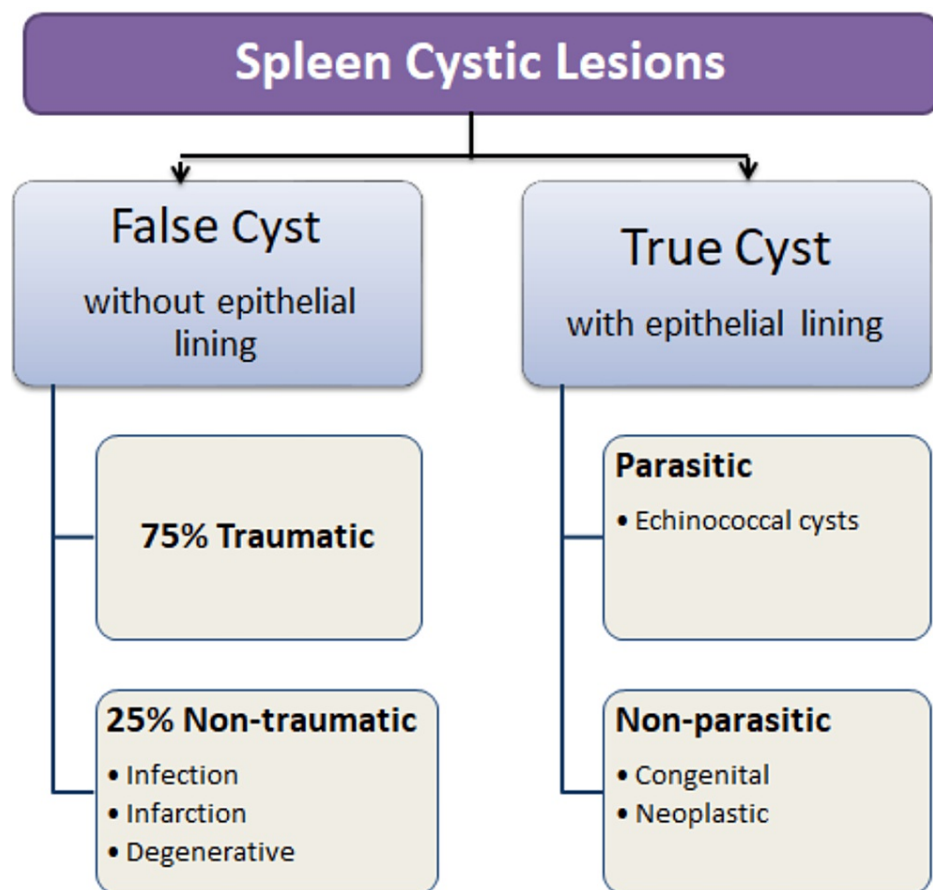 Spleen Cystic Lesions
False Cyst
without epithelial
lining
True Cyst
with epithelial lining
75% Traumatic
Parasitic
• Echinococcal cysts
25% Non-traumatic
• Infection
• Infarction
• Degenerative
Non-parasitic
• Congenital
• Neoplastic